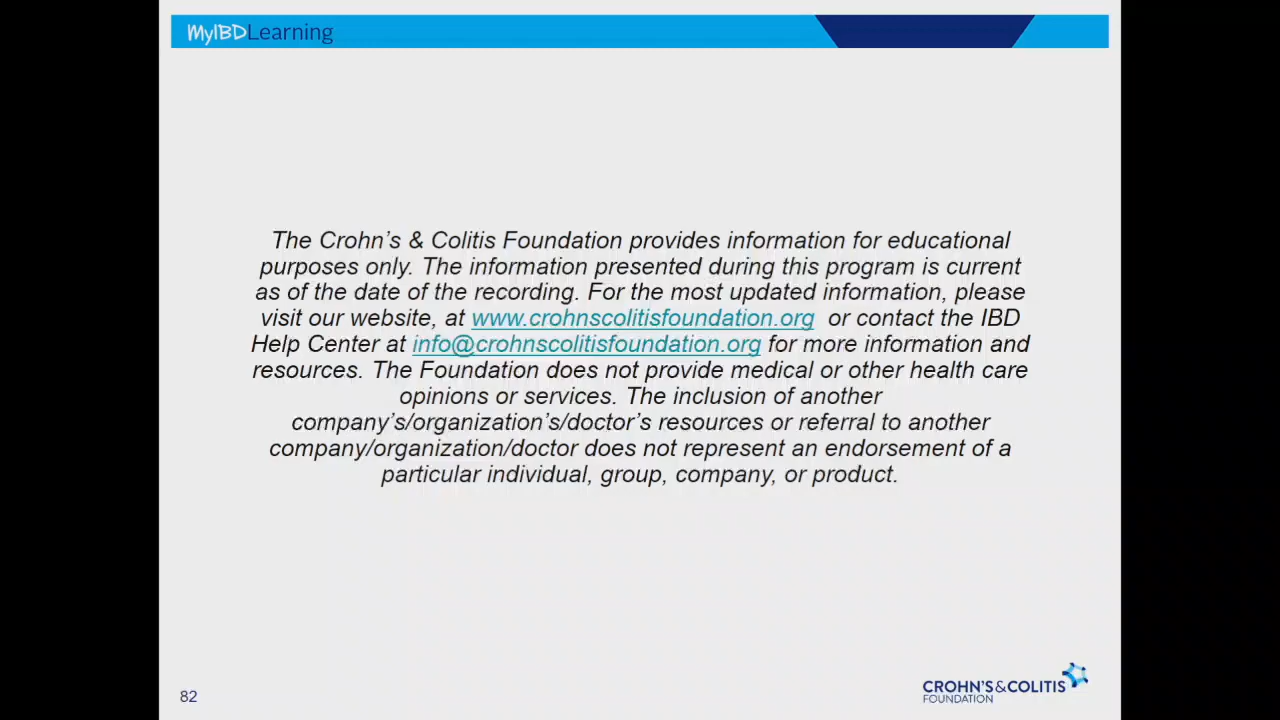 MyIBDLearning
The Crohn's & Colitis Foundation provides information for educational
purposes only. The information presented during this program is current
as of the date of the recording. For the most updated information, please
visit our website, at www.crohnscolitisfoundation.org or contact the IBD
Help Center at info@crohnscolitisfoundation.org for more information and
resources. The Foundation does not provide medical or other health care
opinions or services. The inclusion of another
company's/organization's/doctor's resources or referral to another
company/organization/doctor does not represent an endorsement of a
particular individual, group, company, or product.
82
CROHN'S&COLITIS
FOUNDATION